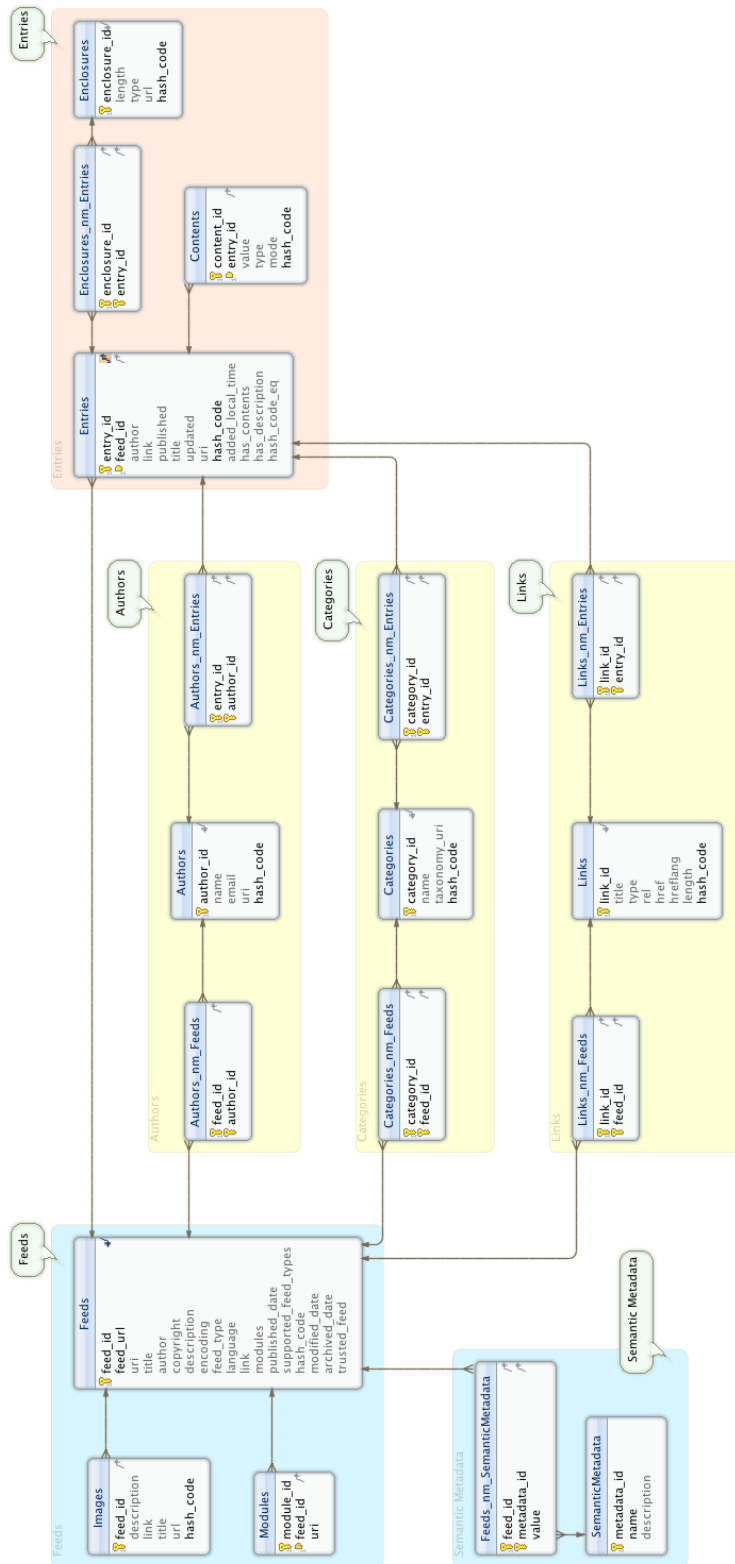 Feeds
Feeds
Images
feed_id
description
link
title
url
hash_code
Modules
module_id
feed_id
uri
Feeds
feed_id
feed_url
uri
title
author
copyright
description
encoding
feed_type
language
link
modules
published_date
supported_feed_types
hash_code
modified_date
archived_date
trusted_feed
Semantic Metadata
Semantic Metadata
Feeds_nm_SemanticMetadata
feed_id
metadata_id
value
SemanticMetadata
metadata_id
name
description
Authors
Authors
Authors_nm_Feeds
feed_id
author_id
Authors
author_id
name
email
uri
hash_code
Authors_nm_Entries
entry_id
author_id
Categories
Categories
Categories_nm_Feeds
category_id
feed_id
Categories
category_id
name
taxonomy_uri
hash_code
Categories_nm_Entries
category_id
entry_id
Links
Links
Links_nm_Feeds
link_id
feed_id
Links
link_id
title
type
rel
href
hreflang
length
hash_code
Links_nm_Entries
link_id
entry_id
Entries
Entries
Entries
entry_id
feed_id
author
link
published
title
updated
uri
hash_code
added_local_time
has_contents
has_description
hash_code_eq
Enclosures_nm_Entries
enclosure_id
entry_id
Enclosures
enclosure_id
length
type
url
hash_code
Contents
content_id
entry_id
value
type
mode
hash_code